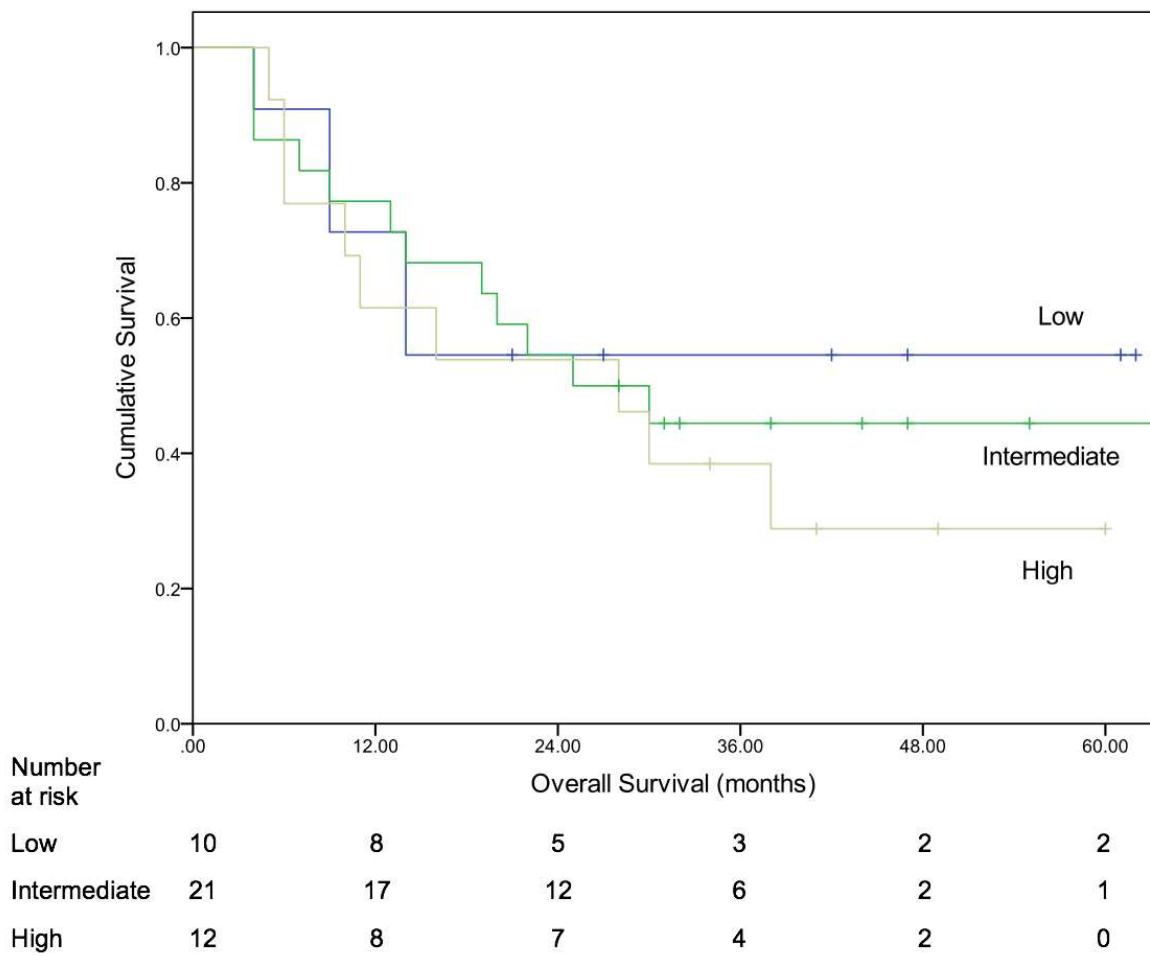 1.0
0.8
0.6
0.4
0.2
0.0
Cumulative Survival
Low
Intermediate
High
.00 12.00 24.00 36.00 48.00 60.00
Overall Survival (months)
Number
at risk
Low 10 8 5 3 2 2
Intermediate 21 17 12 6 2 1
High 12 8 7 4 2 0